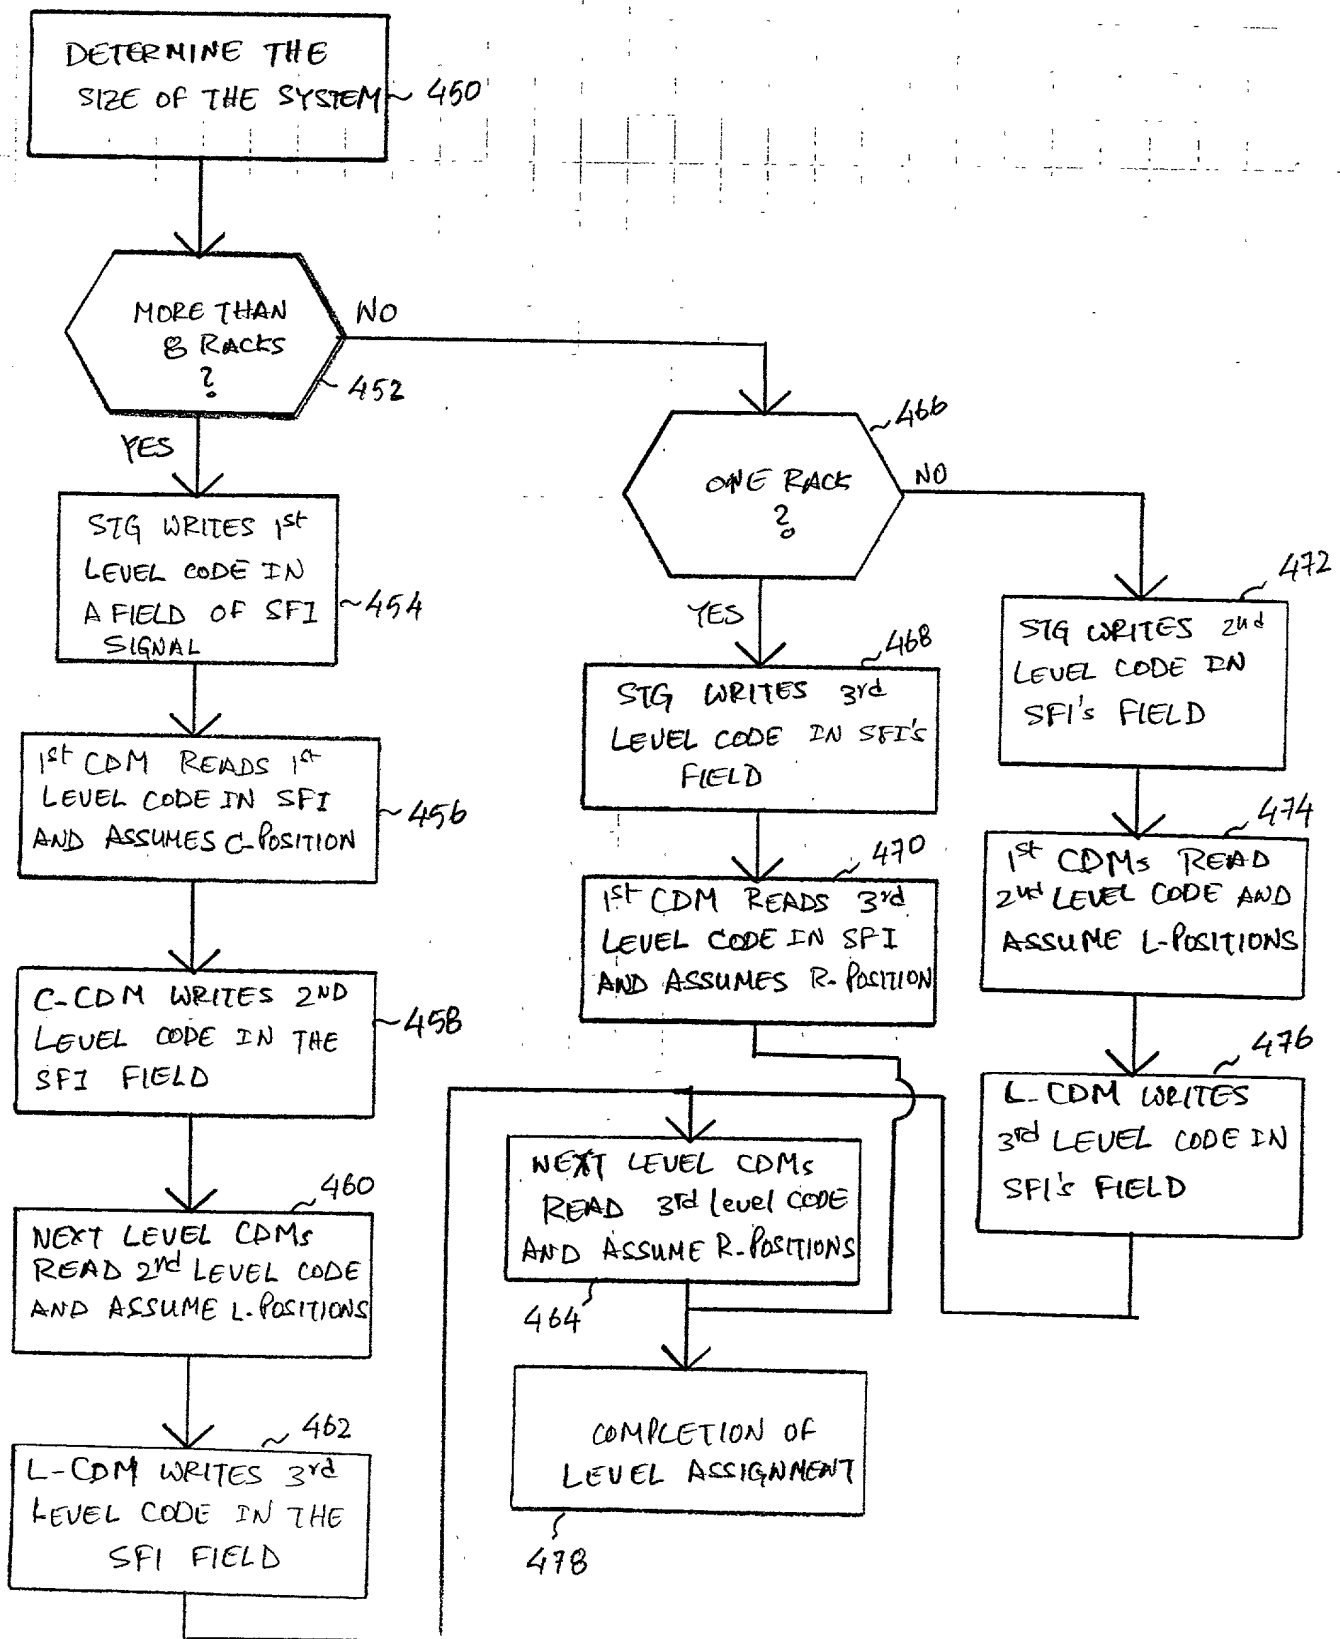 DETERMINE THE
SIZE OF THE SYSTEM
450
MORE THAN
8 RACKS
?
452
NO
YES
STG WRITES 1st
LEVEL CODE IN
A FIELD OF SFI
SIGNAL
454
1st CDM READS 1st
LEVEL CODE IN SFI
AND ASSUMES C-POSITION
456
C-CDM WRITES 2ND
LEVEL CODE IN THE
SFI FIELD
458
460
NEXT LEVEL CDMs
READ 2nd LEVEL CODE
AND ASSUME L-POSITIONS
462
L-CDM WRITES 3rd
LEVEL CODE IN THE
SFI FIELD
466
ONE RACK
?
NO
YES
468
STG WRITES 3rd
LEVEL CODE IN SFI's
FIELD
470
1st CDM READS 3rd
LEVEL CODE IN SFI
AND ASSUMES R-POSITION
NEXT LEVEL CDMs
READ 3rd level CODE
AND ASSUME R-POSITIONS
464
COMPLETION OF
LEVEL ASSIGNMENT
478
472
STG WRITES 2nd
LEVEL CODE IN
SFI's FIELD
474
1st CDMs READ
2nd LEVEL CODE AND
ASSUME L-POSITIONS
476
L-CDM WRITES
3rd LEVEL CODE IN
SFI's FIELD